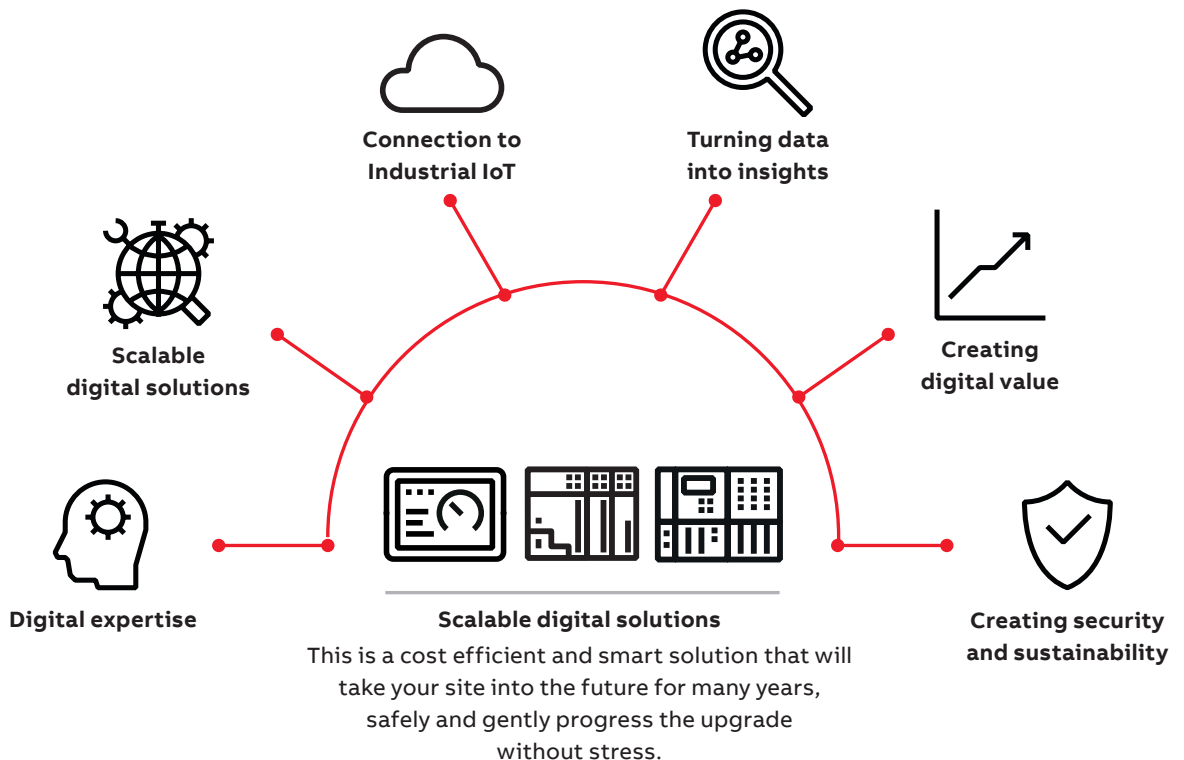 Connection to
Industrial IoT
Turning data
into insights
Scalable
digital solutions
Creating
digital value
Digital expertise
Scalable digital solutions
This is a cost efficient and smart solution that will
take your site into the future for many years,
safely and gently progress the upgrade
without stress.
Creating security
and sustainability